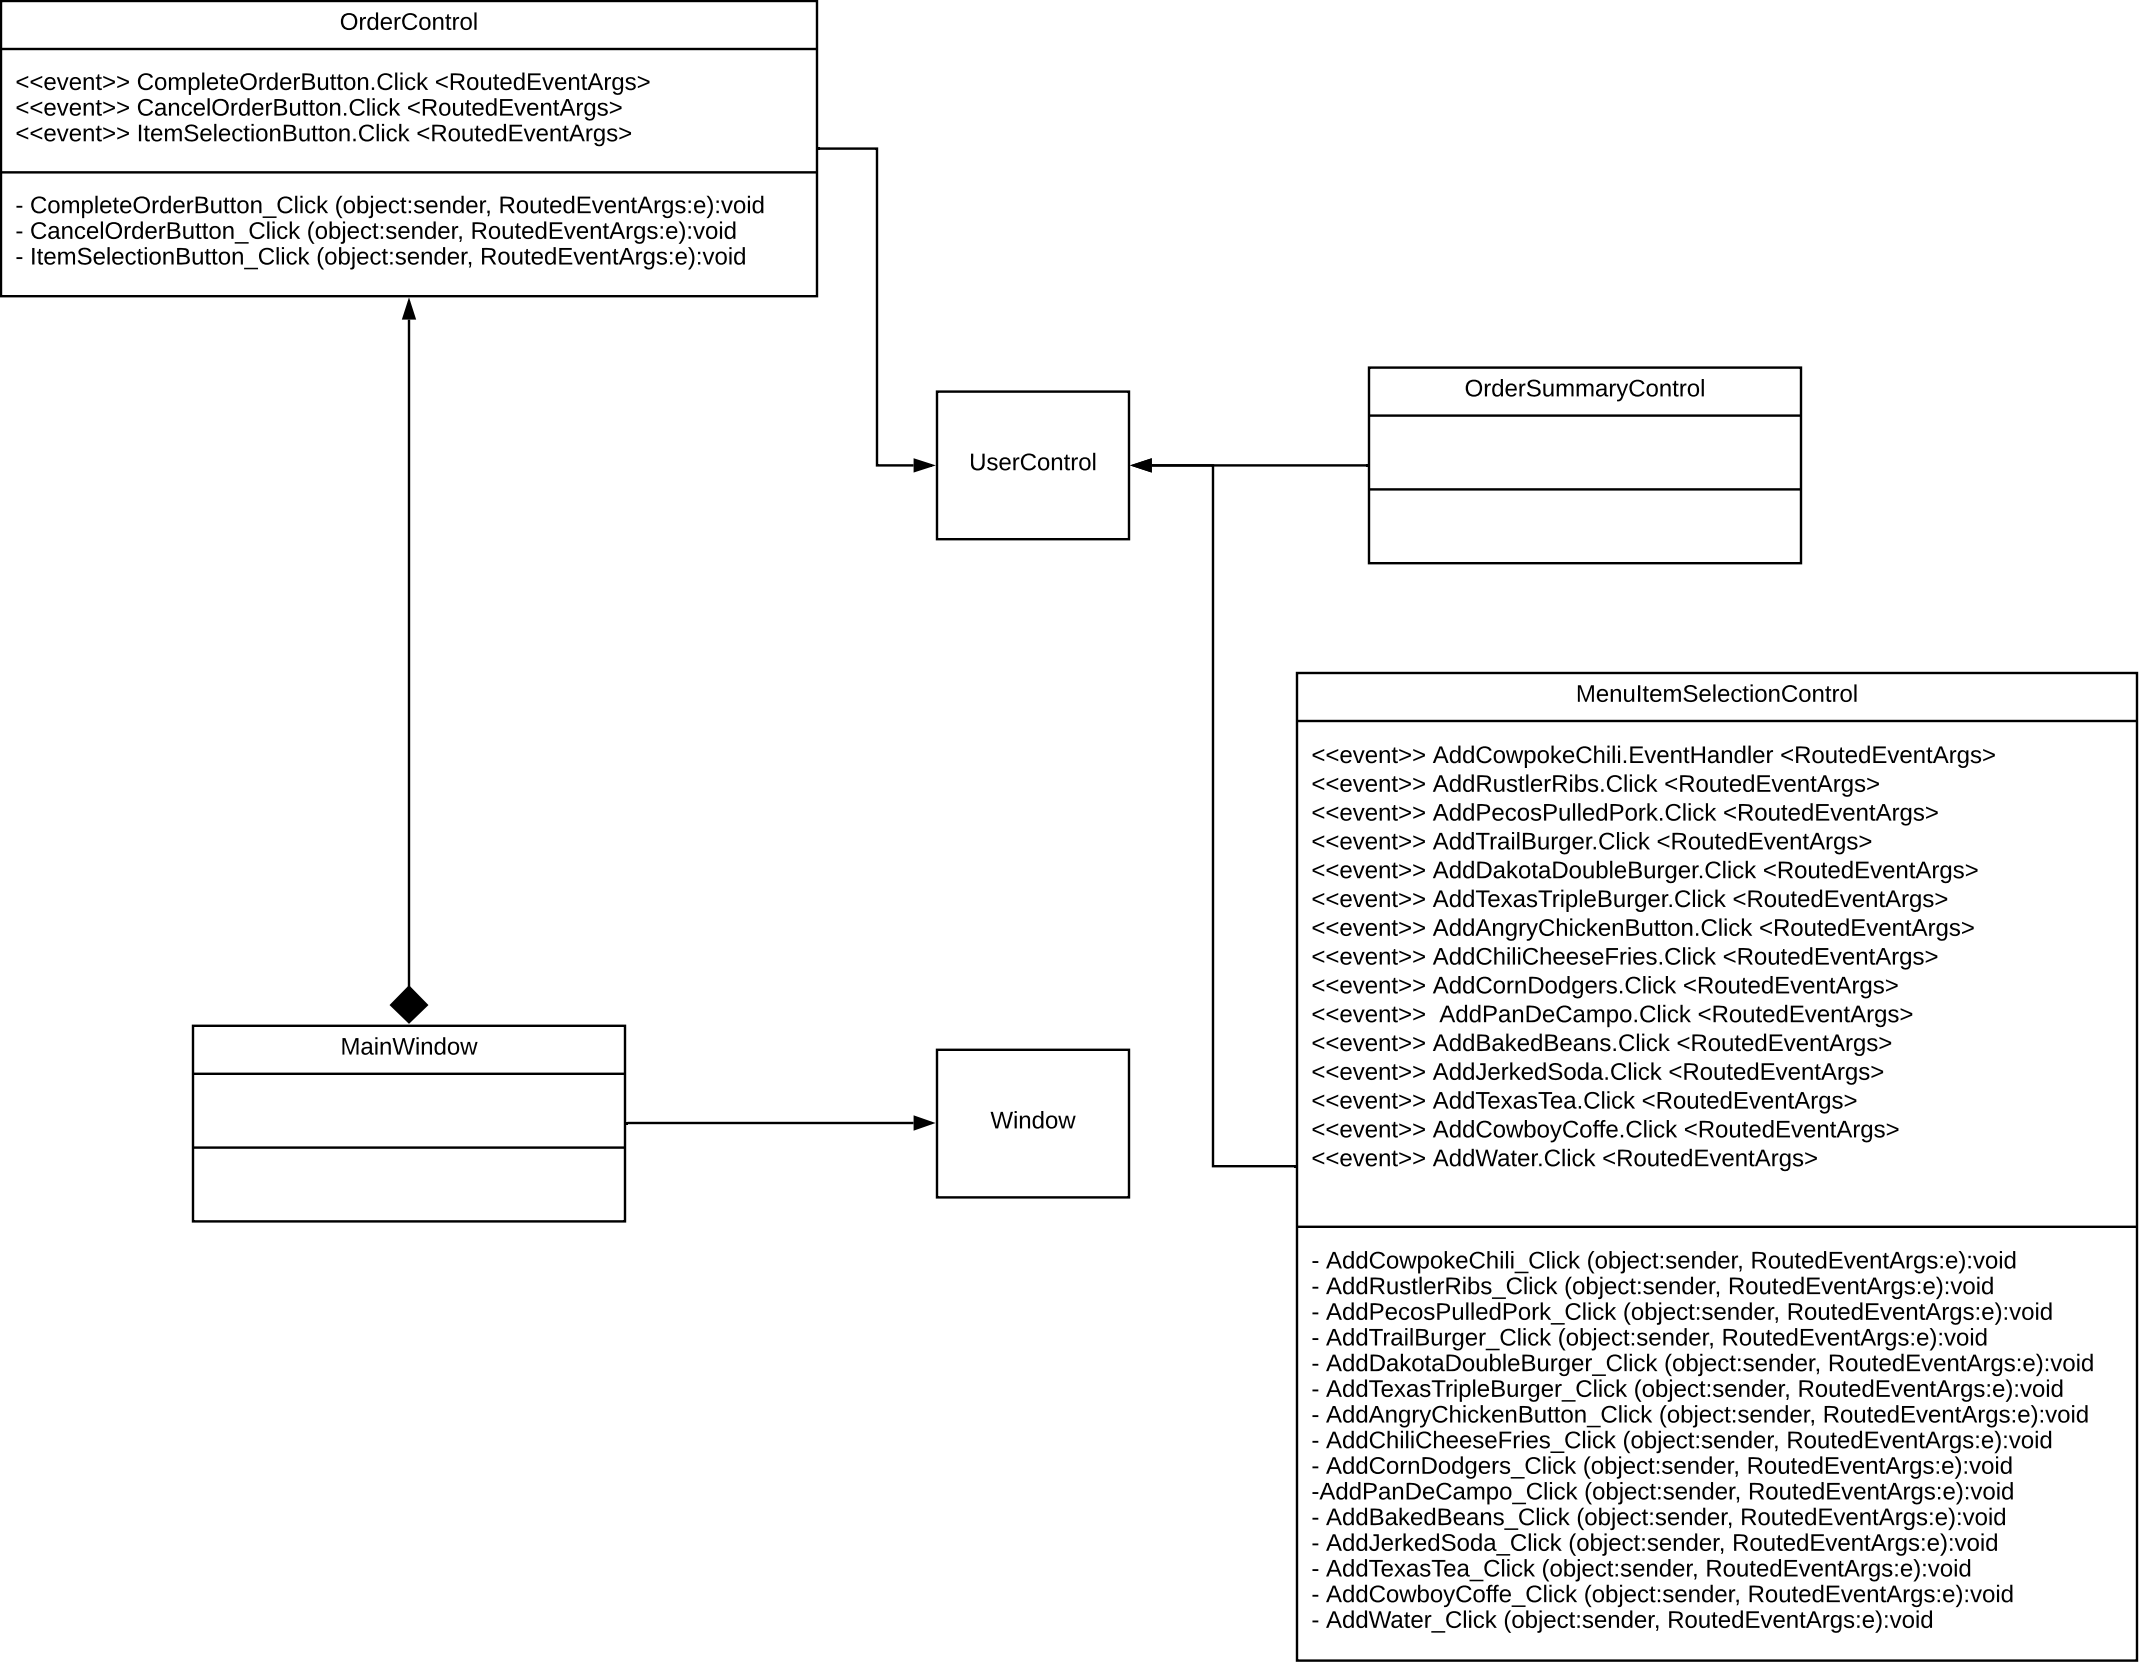 OrderControl
<<event>> CompleteOrderButton.Click <RoutedEventArgs>
<<event>> CancelOrderButton.Click <RoutedEventArgs>
<<event>> ItemSelectionButton.Click <RoutedEventArgs>
- CompleteOrderButton_Click (object:sender, RoutedEventArgs:e):void
- CancelOrderButton_Click (object:sender, RoutedEventArgs:e):void
- ItemSelectionButton_Click (object:sender, RoutedEventArgs:e):void
UserControl
OrderSummaryControl
MenuItemSelectionControl
<<event>> AddCowpokeChili.EventHandler <RoutedEventArgs>
<<event>> AddRustlerRibs.Click <RoutedEventArgs>
<<event>> AddPecosPulledPork.Click <RoutedEventArgs>
<<event>> AddTrailBurger.Click <RoutedEventArgs>
<<event>> AddDakotaDoubleBurger.Click <RoutedEventArgs>
<<event>> AddTexasTripleBurger.Click <RoutedEventArgs>
<<event>> AddAngryChickenButton.Click <RoutedEventArgs>
<<event>> AddChiliCheeseFries.Click <RoutedEventArgs>
<<event>> AddCornDodgers.Click <RoutedEventArgs>
<<event>>  AddPanDeCampo.Click <RoutedEventArgs>
<<event>> AddBakedBeans.Click <RoutedEventArgs>
<<event>> AddJerkedSoda.Click <RoutedEventArgs>
<<event>> AddTexasTea.Click <RoutedEventArgs>
<<event>> AddCowboyCoffe.Click <RoutedEventArgs>
<<event>> AddWater.Click <RoutedEventArgs>
- AddCowpokeChili_Click (object:sender, RoutedEventArgs:e):void
- AddRustlerRibs_Click (object:sender, RoutedEventArgs:e):void
- AddPecosPulledPork_Click (object:sender, RoutedEventArgs:e):void
- AddTrailBurger_Click (object:sender, RoutedEventArgs:e):void
- AddDakotaDoubleBurger_Click (object:sender, RoutedEventArgs:e):void
- AddTexasTripleBurger_Click (object:sender, RoutedEventArgs:e):void
- AddAngryChickenButton_Click (object:sender, RoutedEventArgs:e):void
- AddChiliCheeseFries_Click (object:sender, RoutedEventArgs:e):void
- AddCornDodgers_Click (object:sender, RoutedEventArgs:e):void
-AddPanDeCampo_Click (object:sender, RoutedEventArgs:e):void
- AddBakedBeans_Click (object:sender, RoutedEventArgs:e):void
- AddJerkedSoda_Click (object:sender, RoutedEventArgs:e):void
- AddTexasTea_Click (object:sender, RoutedEventArgs:e):void
- AddCowboyCoffe_Click (object:sender, RoutedEventArgs:e):void
- AddWater_Click (object:sender, RoutedEventArgs:e):void
MainWindow
Window